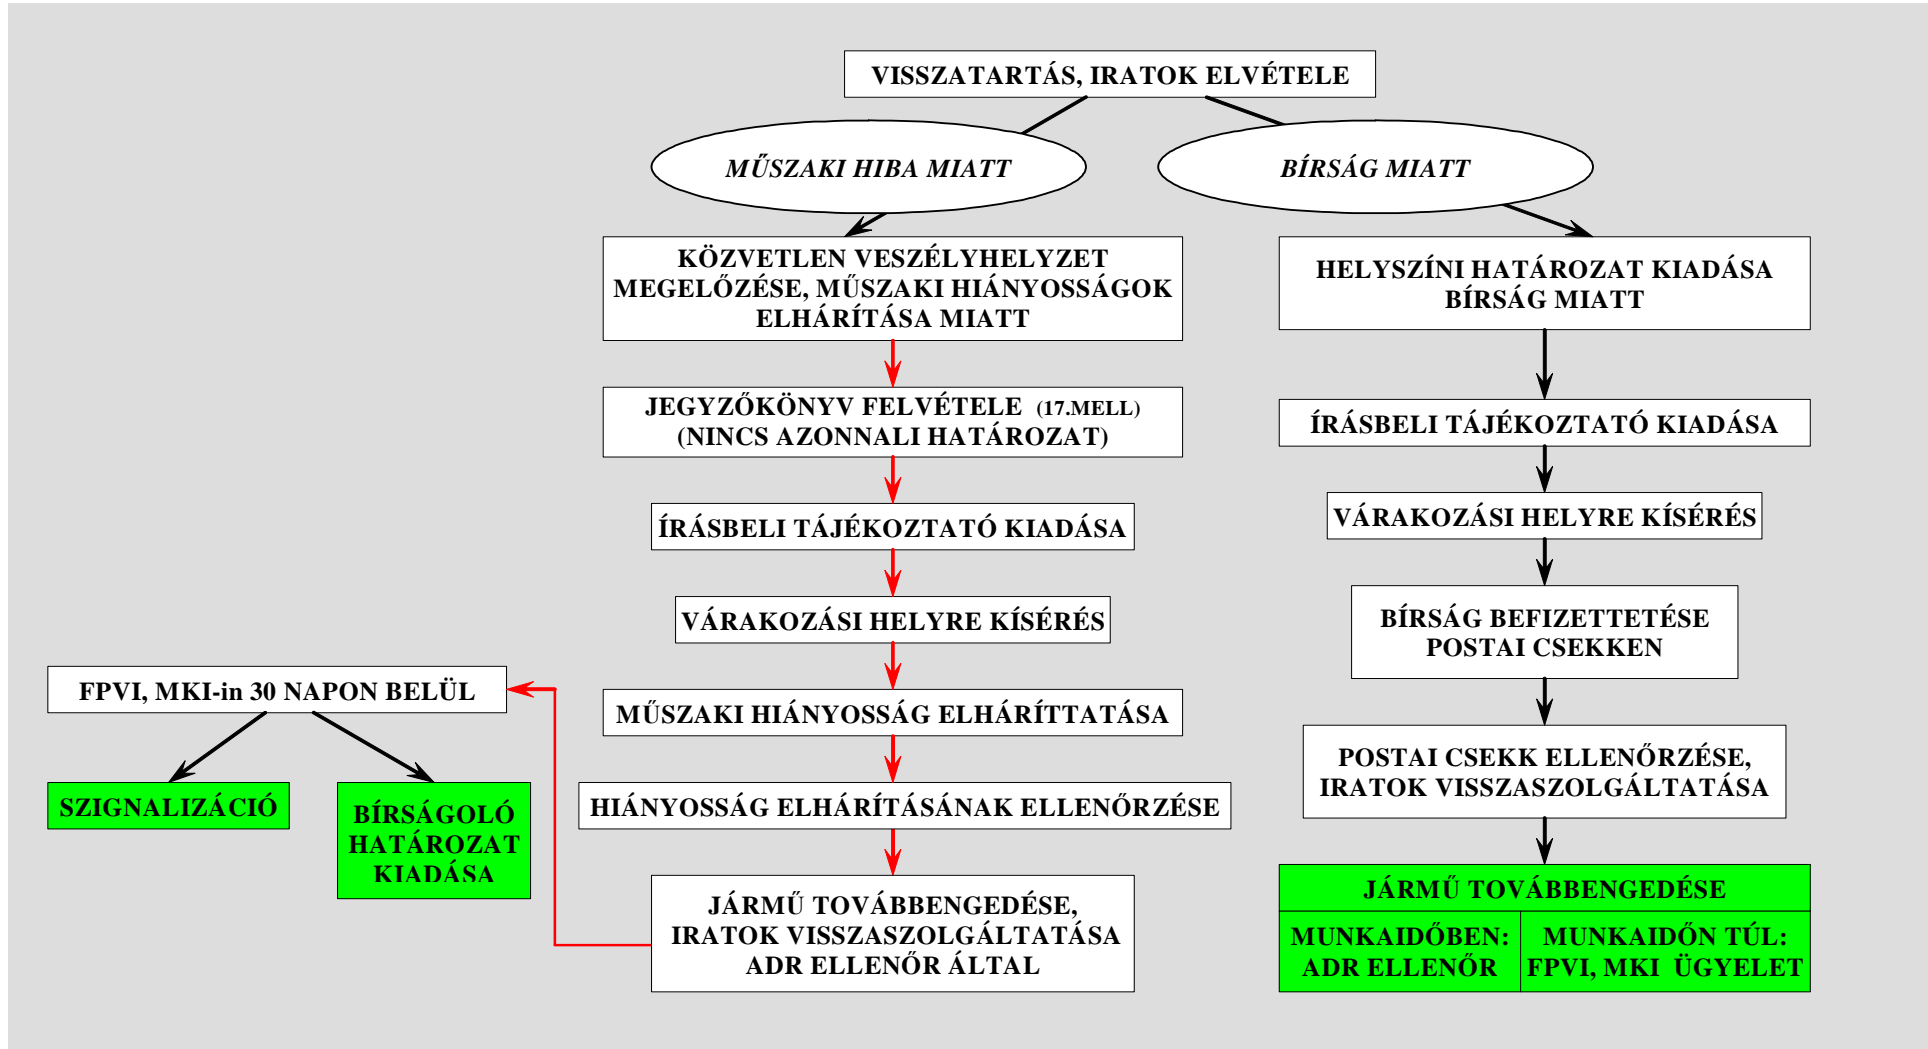 VISSZATARTÁS, IRATOK ELVÉTELE
MŰSZAKI HIBA MIATT
BÍRSÁG MIATT
KÖZVETLEN VESZÉLYHELYZET
MEGELŐZÉSE, MŰSZAKI HIÁNYOSSÁGOK
ELHÁRÍTÁSA MIATT
JEGYZŐKÖNYV FELVÉTELE (17.MELL)
(NINCS AZONNALI HATÁROZAT)
ÍRÁSBELI TÁJÉKOZTATÓ KIADÁSA
VÁRAKOZÁSI HELYRE KÍSÉRÉS
MŰSZAKI HIÁNYOSSÁG ELHÁRÍTTATÁSA
HIÁNYOSSÁG ELHÁRÍTÁSÁNAK ELLENŐRZÉSE
JÁRMŰ TOVÁBBENGEDÉSE,
IRATOK VISSZASZOLGÁLTATÁSA
ADR ELLENŐR ÁLTAL
FPVI, MKI-in 30 NAPON BELÜL
SZIGNALIZÁCIÓ
BÍRSÁGOLÓ
HATÁROZAT
KIADÁSA
HELYSZÍNI HATÁROZAT KIADÁSA
BÍRSÁG MIATT
ÍRÁSBELI TÁJÉKOZTATÓ KIADÁSA
VÁRAKOZÁSI HELYRE KÍSÉRÉS
BÍRSÁG BEFIZETTETÉSE
POSTAI CSEKKEN
POSTAI CSEKK ELLENŐRZÉSE,
IRATOK VISSZASZOLGÁLTATÁSA
JÁRMŰ TOVÁBBENGEDÉSE
MUNKAIDŐBEN:
ADR ELLENŐR
MUNKAIDŐN TÚL:
FPVI, MKI ÜGYELET